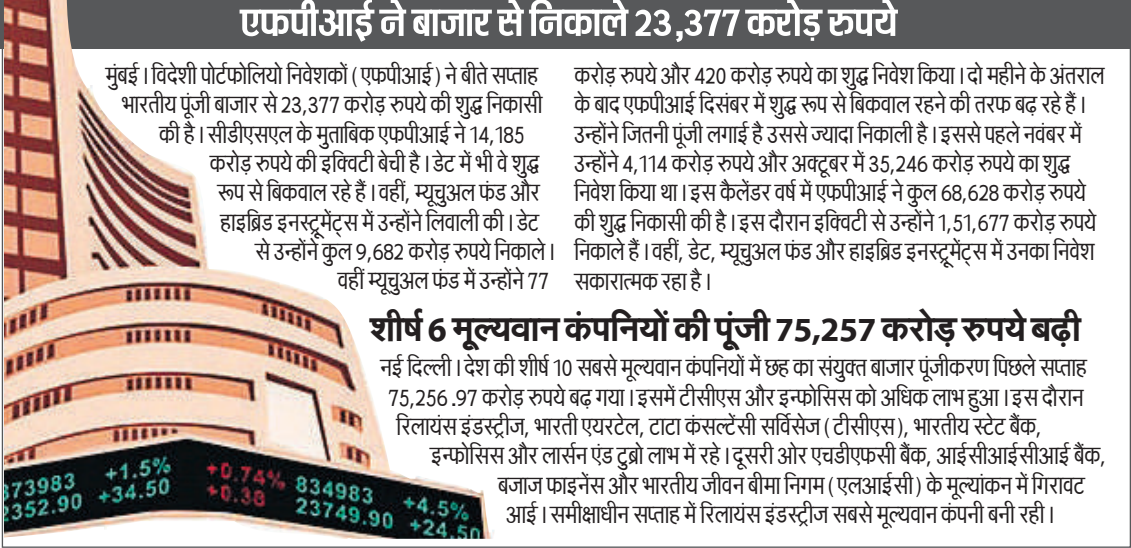 एफपीआई ने बाजार से निकाले 23,377 करोड़ रुपये
मुंबई। विदेशी पोर्टफोलियो निवेशकों (एफपीआई) ने बीते सप्ताह
भारतीय पूंजी बाजार से 23,377 करोड़ रुपये की शुद्ध निकासी
की है। सीडीएसएल के मुताबिक एफपीआई ने 14,185
करोड़ रुपये की इक्विटी बेची है। डेट में भी वे शुद्ध
रूप से बिकवाल रहे हैं। वहीं, म्यूचुअल फंड और
हाइब्रिड इनस्ट्रूमेंट्स में उन्होंने लिवाली की। डेट
से उन्होंने कुल 9,682 करोड़ रुपये निकाले।
वहीं म्यूचुअल फंड में उन्होंने 77
करोड़ रुपये और 420 करोड़ रुपये का शुद्ध निवेश किया। दो महीने के अंतराल
के बाद एफपीआई दिसंबर में शुद्ध रूप से बिकवाल रहने की तरफ बढ़ रहे हैं।
उन्होंने जितनी पूंजी लगाई है उससे ज्यादा निकाली है। इससे पहले नवंबर में
उन्होंने 4,114 करोड़ रुपये और अक्टूबर में 35,246 करोड़ रुपये का शुद्ध
निवेश किया था। इस कैलेंडर वर्ष में एफपीआई ने कुल 68,628 करोड़ रुपये
की शुद्ध निकासी की है। इस दौरान इक्विटी से उन्होंने 1,51,677 करोड़ रुपये
निकाले हैं। वहीं, डेट, म्यूचुअल फंड और हाइब्रिड इनस्ट्रूमेंट्स में उनका निवेश
सकारात्मक रहा है।
शीर्ष 6 मूल्यवान कंपनियों की पूंजी 75,257 करोड़ रुपये बढ़ी
नई दिल्ली। देश की शीर्ष 10 सबसे मूल्यवान कंपनियों में छह का संयुक्त बाजार पूंजीकरण पिछले सप्ताह
75,256.97 करोड़ रुपये बढ़ गया। इसमें टीसीएस और इन्फोसिस को अधिक लाभ हुआ। इस दौरान
रिलायंस इंडस्ट्रीज, भारती एयरटेल, टाटा कंसल्टेंसी सर्विसेज (टीसीएस), भारतीय स्टेट बैंक,
इन्फोसिस और लार्सन एंड टुब्रो लाभ में रहे। दूसरी ओर एचडीएफसी बैंक, आईसीआईसीआई बैंक,
बजाज फाइनेंस और भारतीय जीवन बीमा निगम (एलआईसी) के मूल्यांकन में गिरावट
आई। समीक्षाधीन सप्ताह में रिलायंस इंडस्ट्रीज सबसे मूल्यवान कंपनी बनी रही।
373983 +1.5% +0.74% 834983 +4.5%
2352.90 +34.50 +0.38 23749.90 +24.50